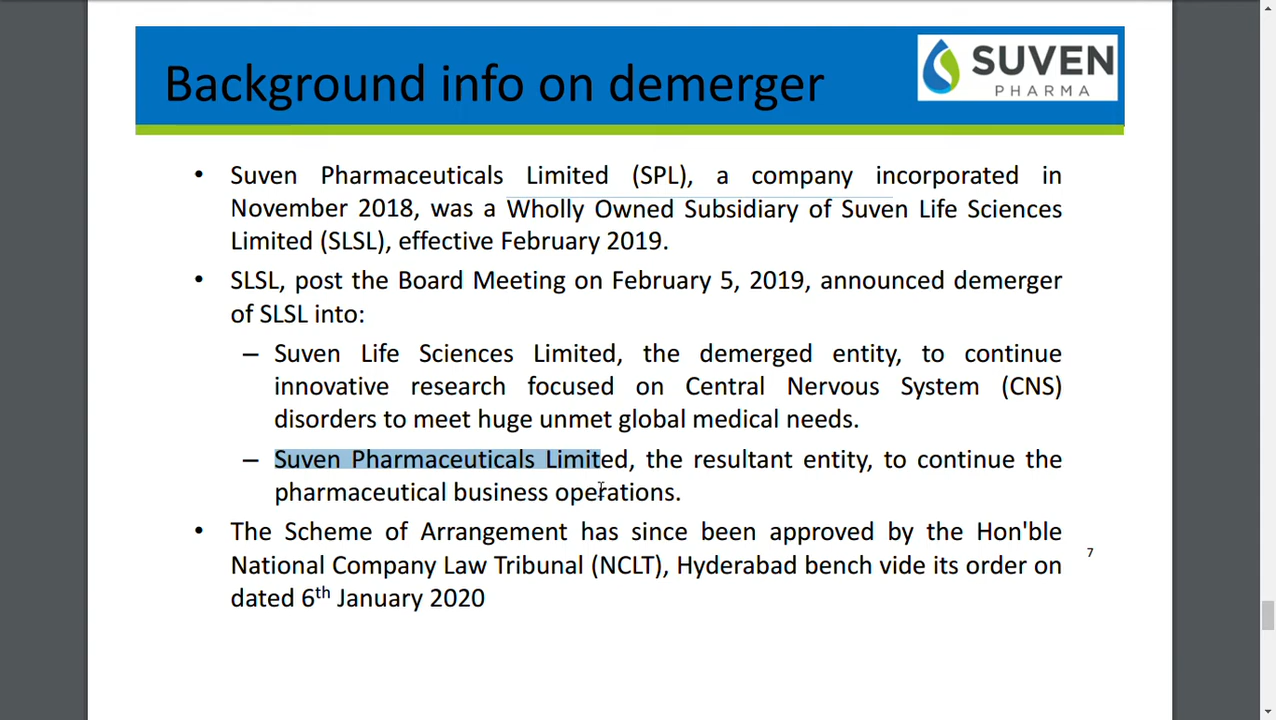 Background info on demerger
SUVEN
PHARMA
• Suven Pharmaceuticals Limited (SPL), a company incorporated in
November 2018, was a Wholly Owned Subsidiary of Suven Life Sciences
Limited (SLSL), effective February 2019.
• SLSL, post the Board Meeting on February 5, 2019, announced demerger
of SLSL into:
– Suven Life Sciences Limited, the demerged entity, to continue
innovative research focused on Central Nervous System (CNS)
disorders to meet huge unmet global medical needs.
– Suven Pharmaceuticals Limited, the resultant entity, to continue the
pharmaceutical business operations.
• The Scheme of Arrangement has since been approved by the Hon'ble
National Company Law Tribunal (NCLT), Hyderabad bench vide its order on
dated 6th January 2020
7